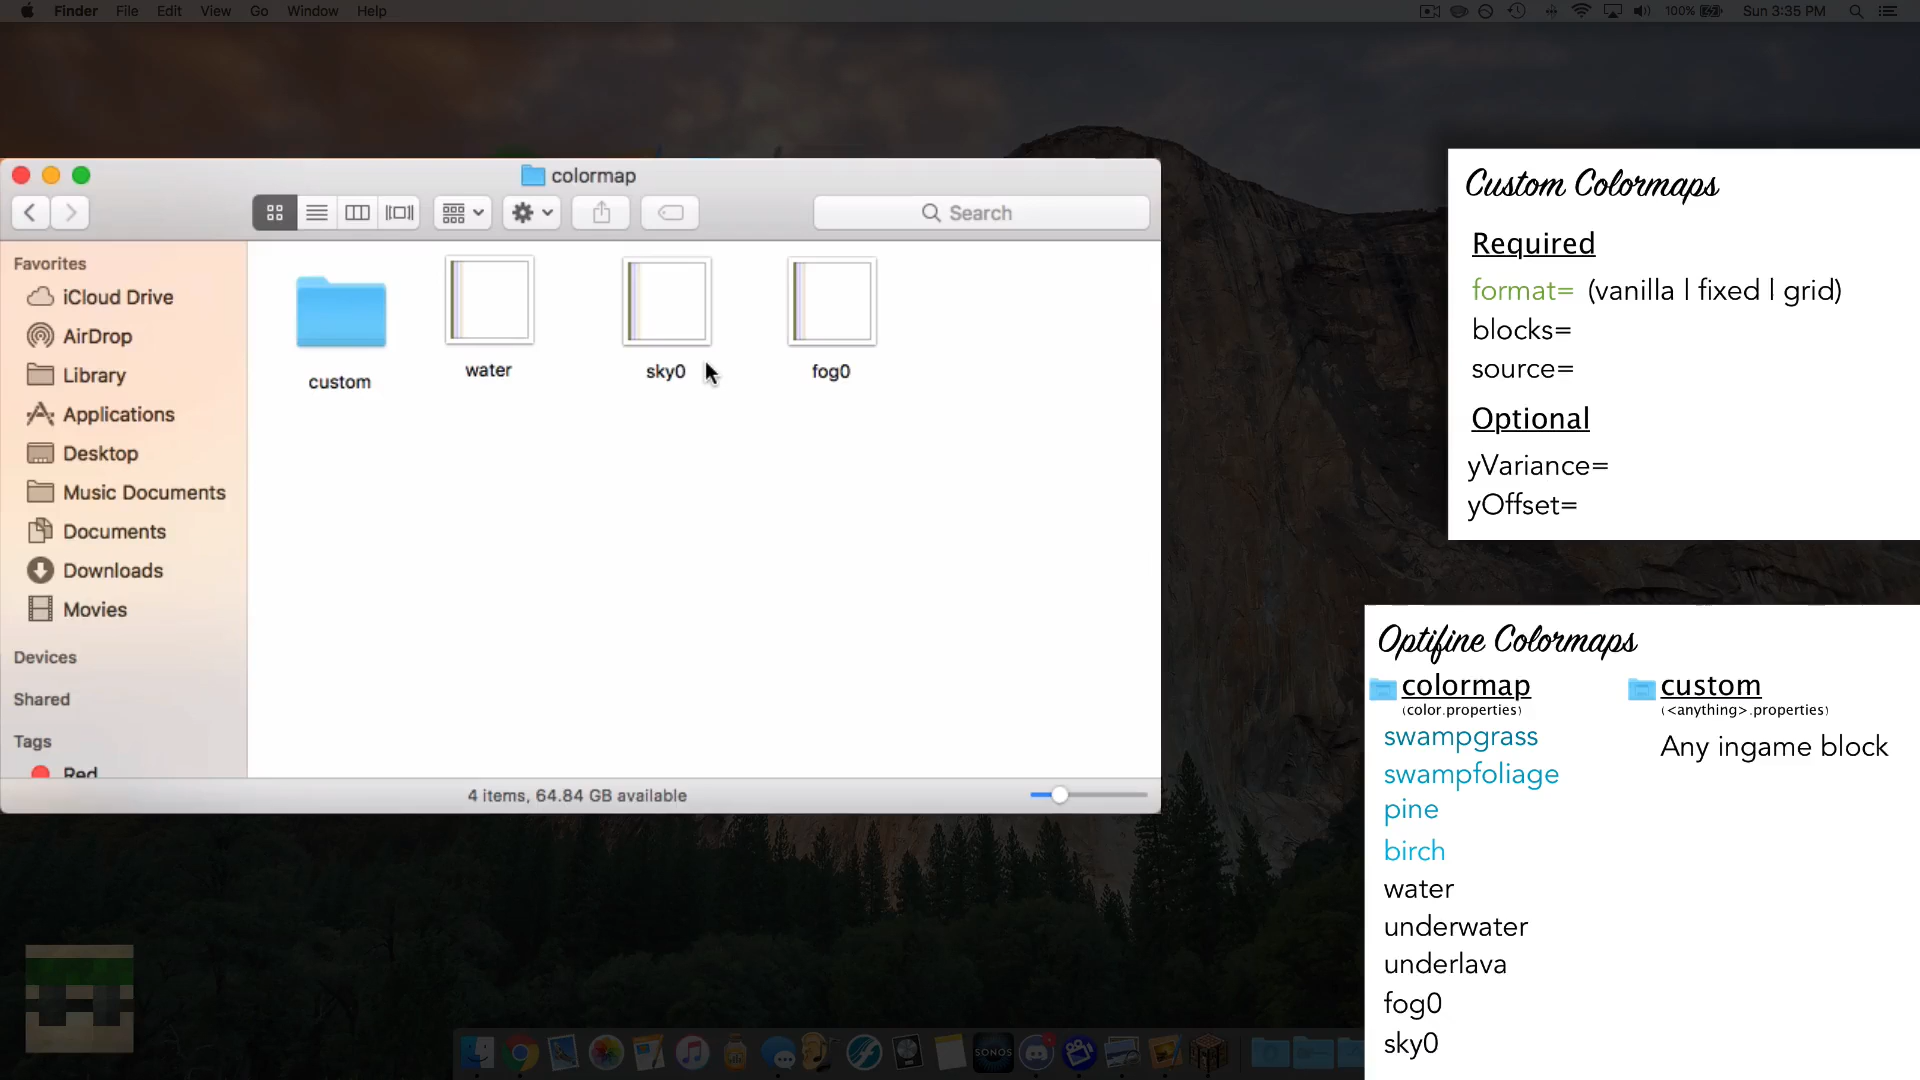 Finder File Edit View Go Window Help
100% Sun 3:35 PM
colormap
Search
Favorites
iCloud Drive
AirDrop
Library
Applications
Desktop
Music Documents
Documents
Downloads
Movies
Devices
Shared
Tags
Red
custom
water
sky0
fog0
4 items, 64.84 GB available
Custom Colormaps
Required
format= (vanilla | fixed | grid)
blocks=
source=
Optional
yVariance=
yOffset=
Optifine Colormaps
colormap
(color.properties)
swampgrass
swampfoliage
pine
birch
water
underwater
underlava
fog0
sky0
custom
(<anything>.properties)
Any ingame block
SONOS